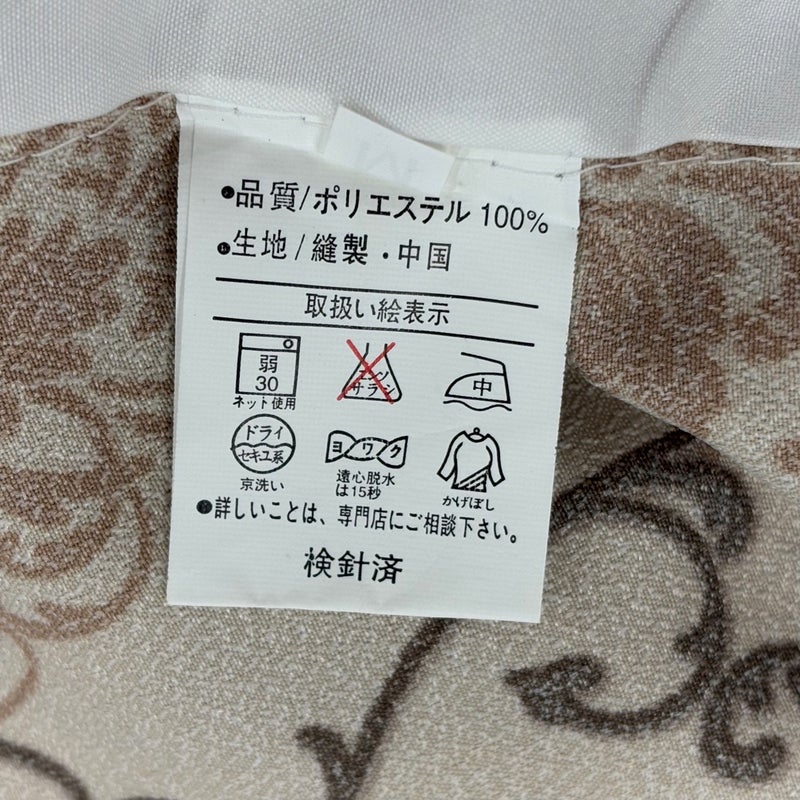 ●品質/ポリエステル 100%
●生地/縫製・中国
取扱い絵表示
弱
30
ネット使用
エンソ
サラシ
中
ドライ
セキユ系
京洗い
ヨワク
遠心脱水
は15秒
かげぼし
●詳しいことは、専門店にご相談下さい。
検針済